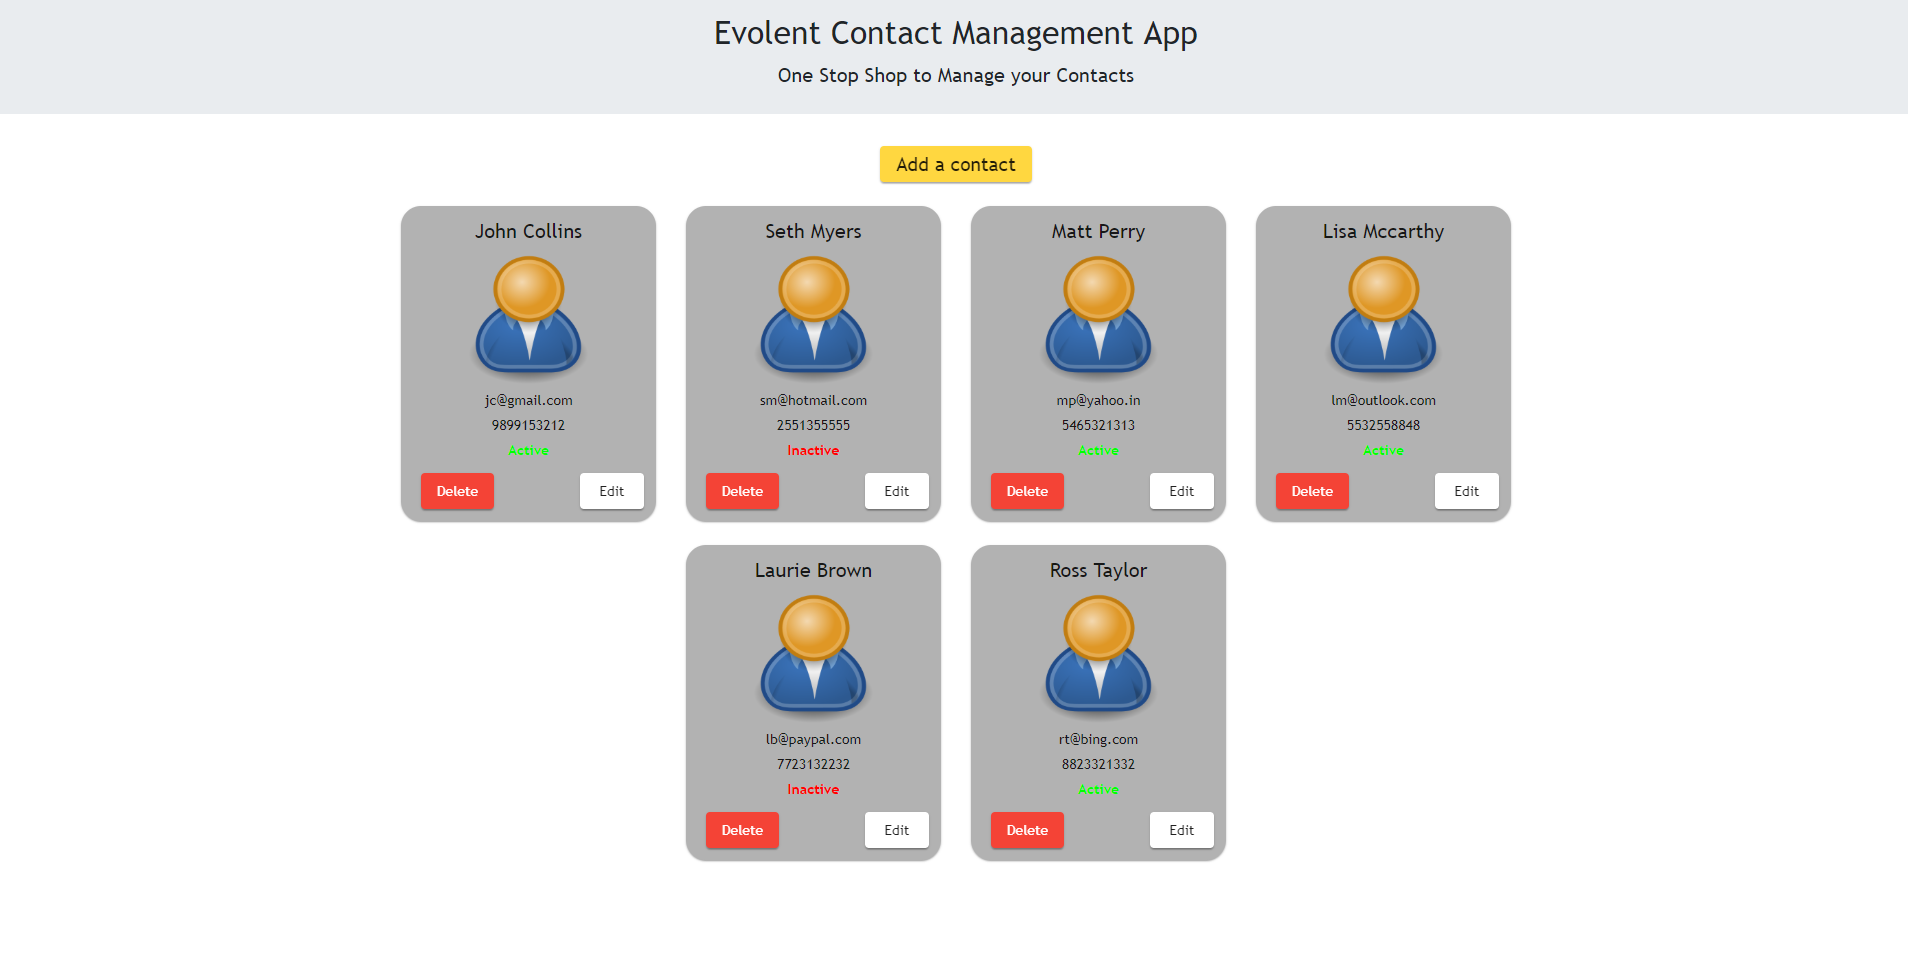 Evolent Contact Management App
One Stop Shop to Manage your Contacts
Add a contact
John Collins
jc@gmail.com
9899153212
Active
Delete
Edit
Seth Myers
sm@hotmail.com
2551355555
Inactive
Delete
Edit
Matt Perry
mp@yahoo.in
5465321313
Active
Delete
Edit
Lisa Mccarthy
lm@outlook.com
5532558848
Active
Delete
Edit
Laurie Brown
lb@paypal.com
7723132232
Inactive
Delete
Edit
Ross Taylor
rt@bing.com
8823321332
Active
Delete
Edit